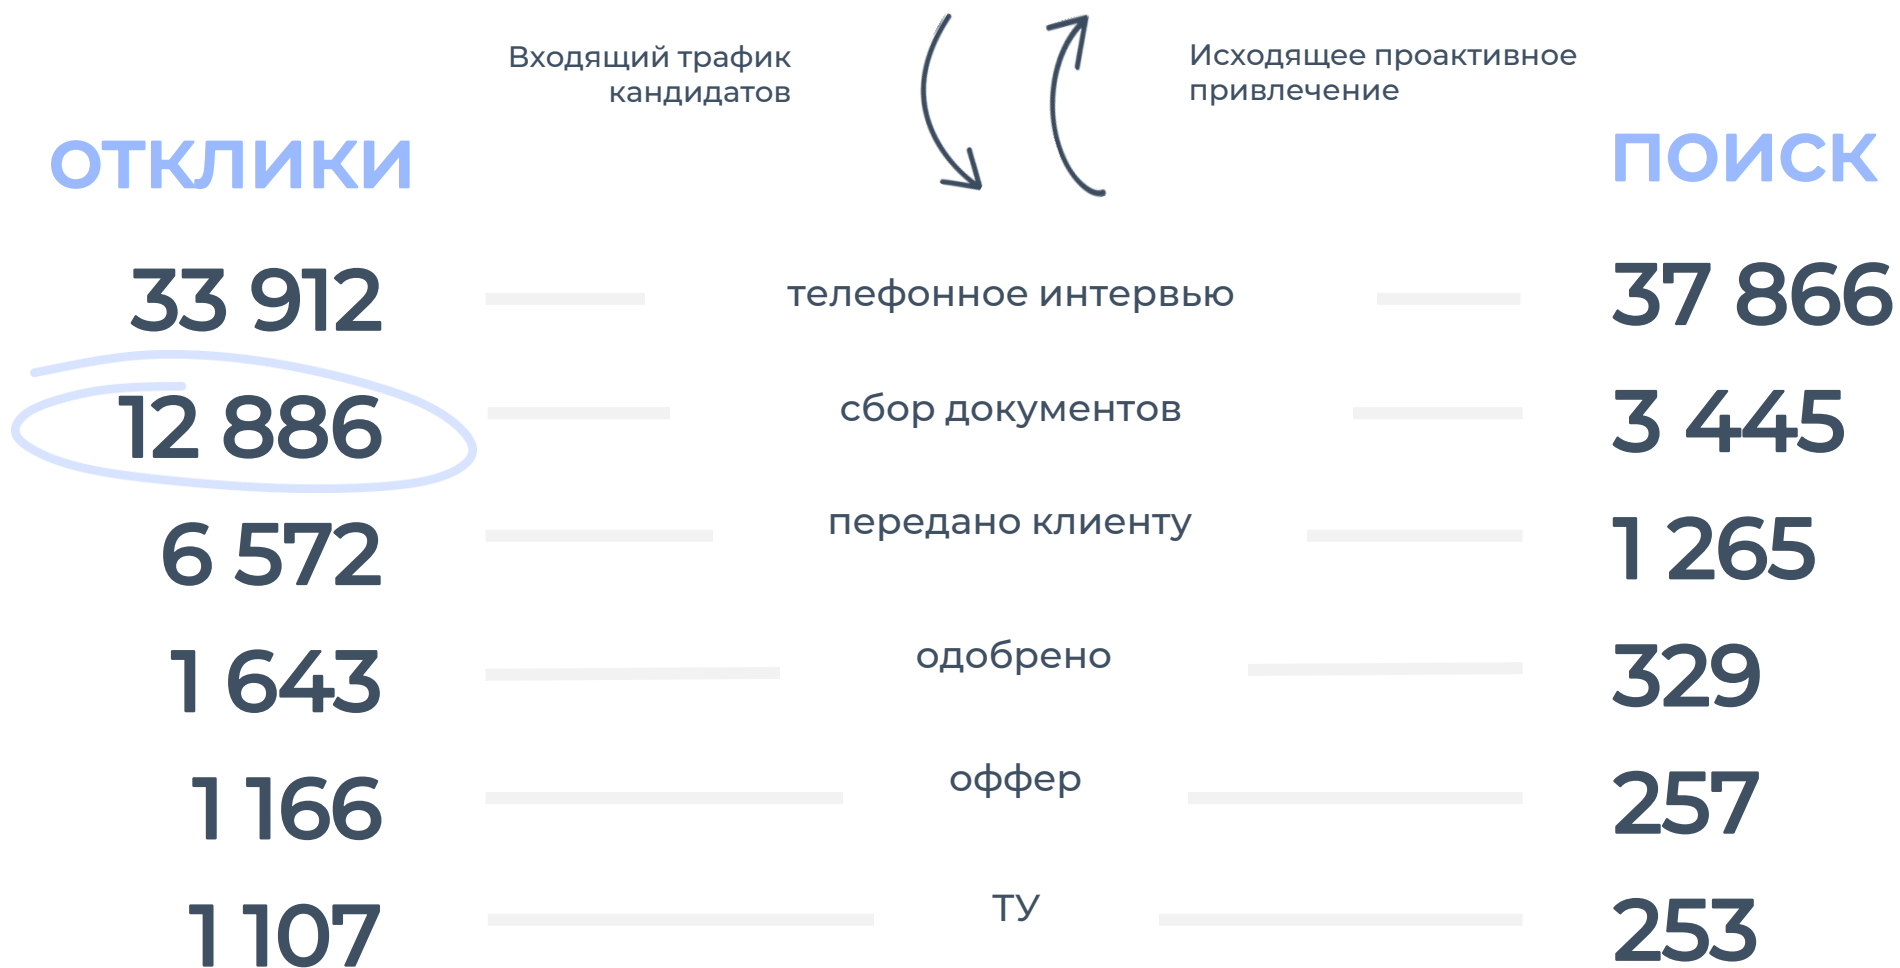 Входящий трафик
кандидатов
Исходящее проактивное
привлечение
ОТКЛИКИ
ПОИСК
33 912
телефонное интервью
37 866
12 886
сбор документов
3 445
6 572
передано клиенту
1 265
1 643
одобрено
329
1 166
оффер
257
1 107
ТУ
253